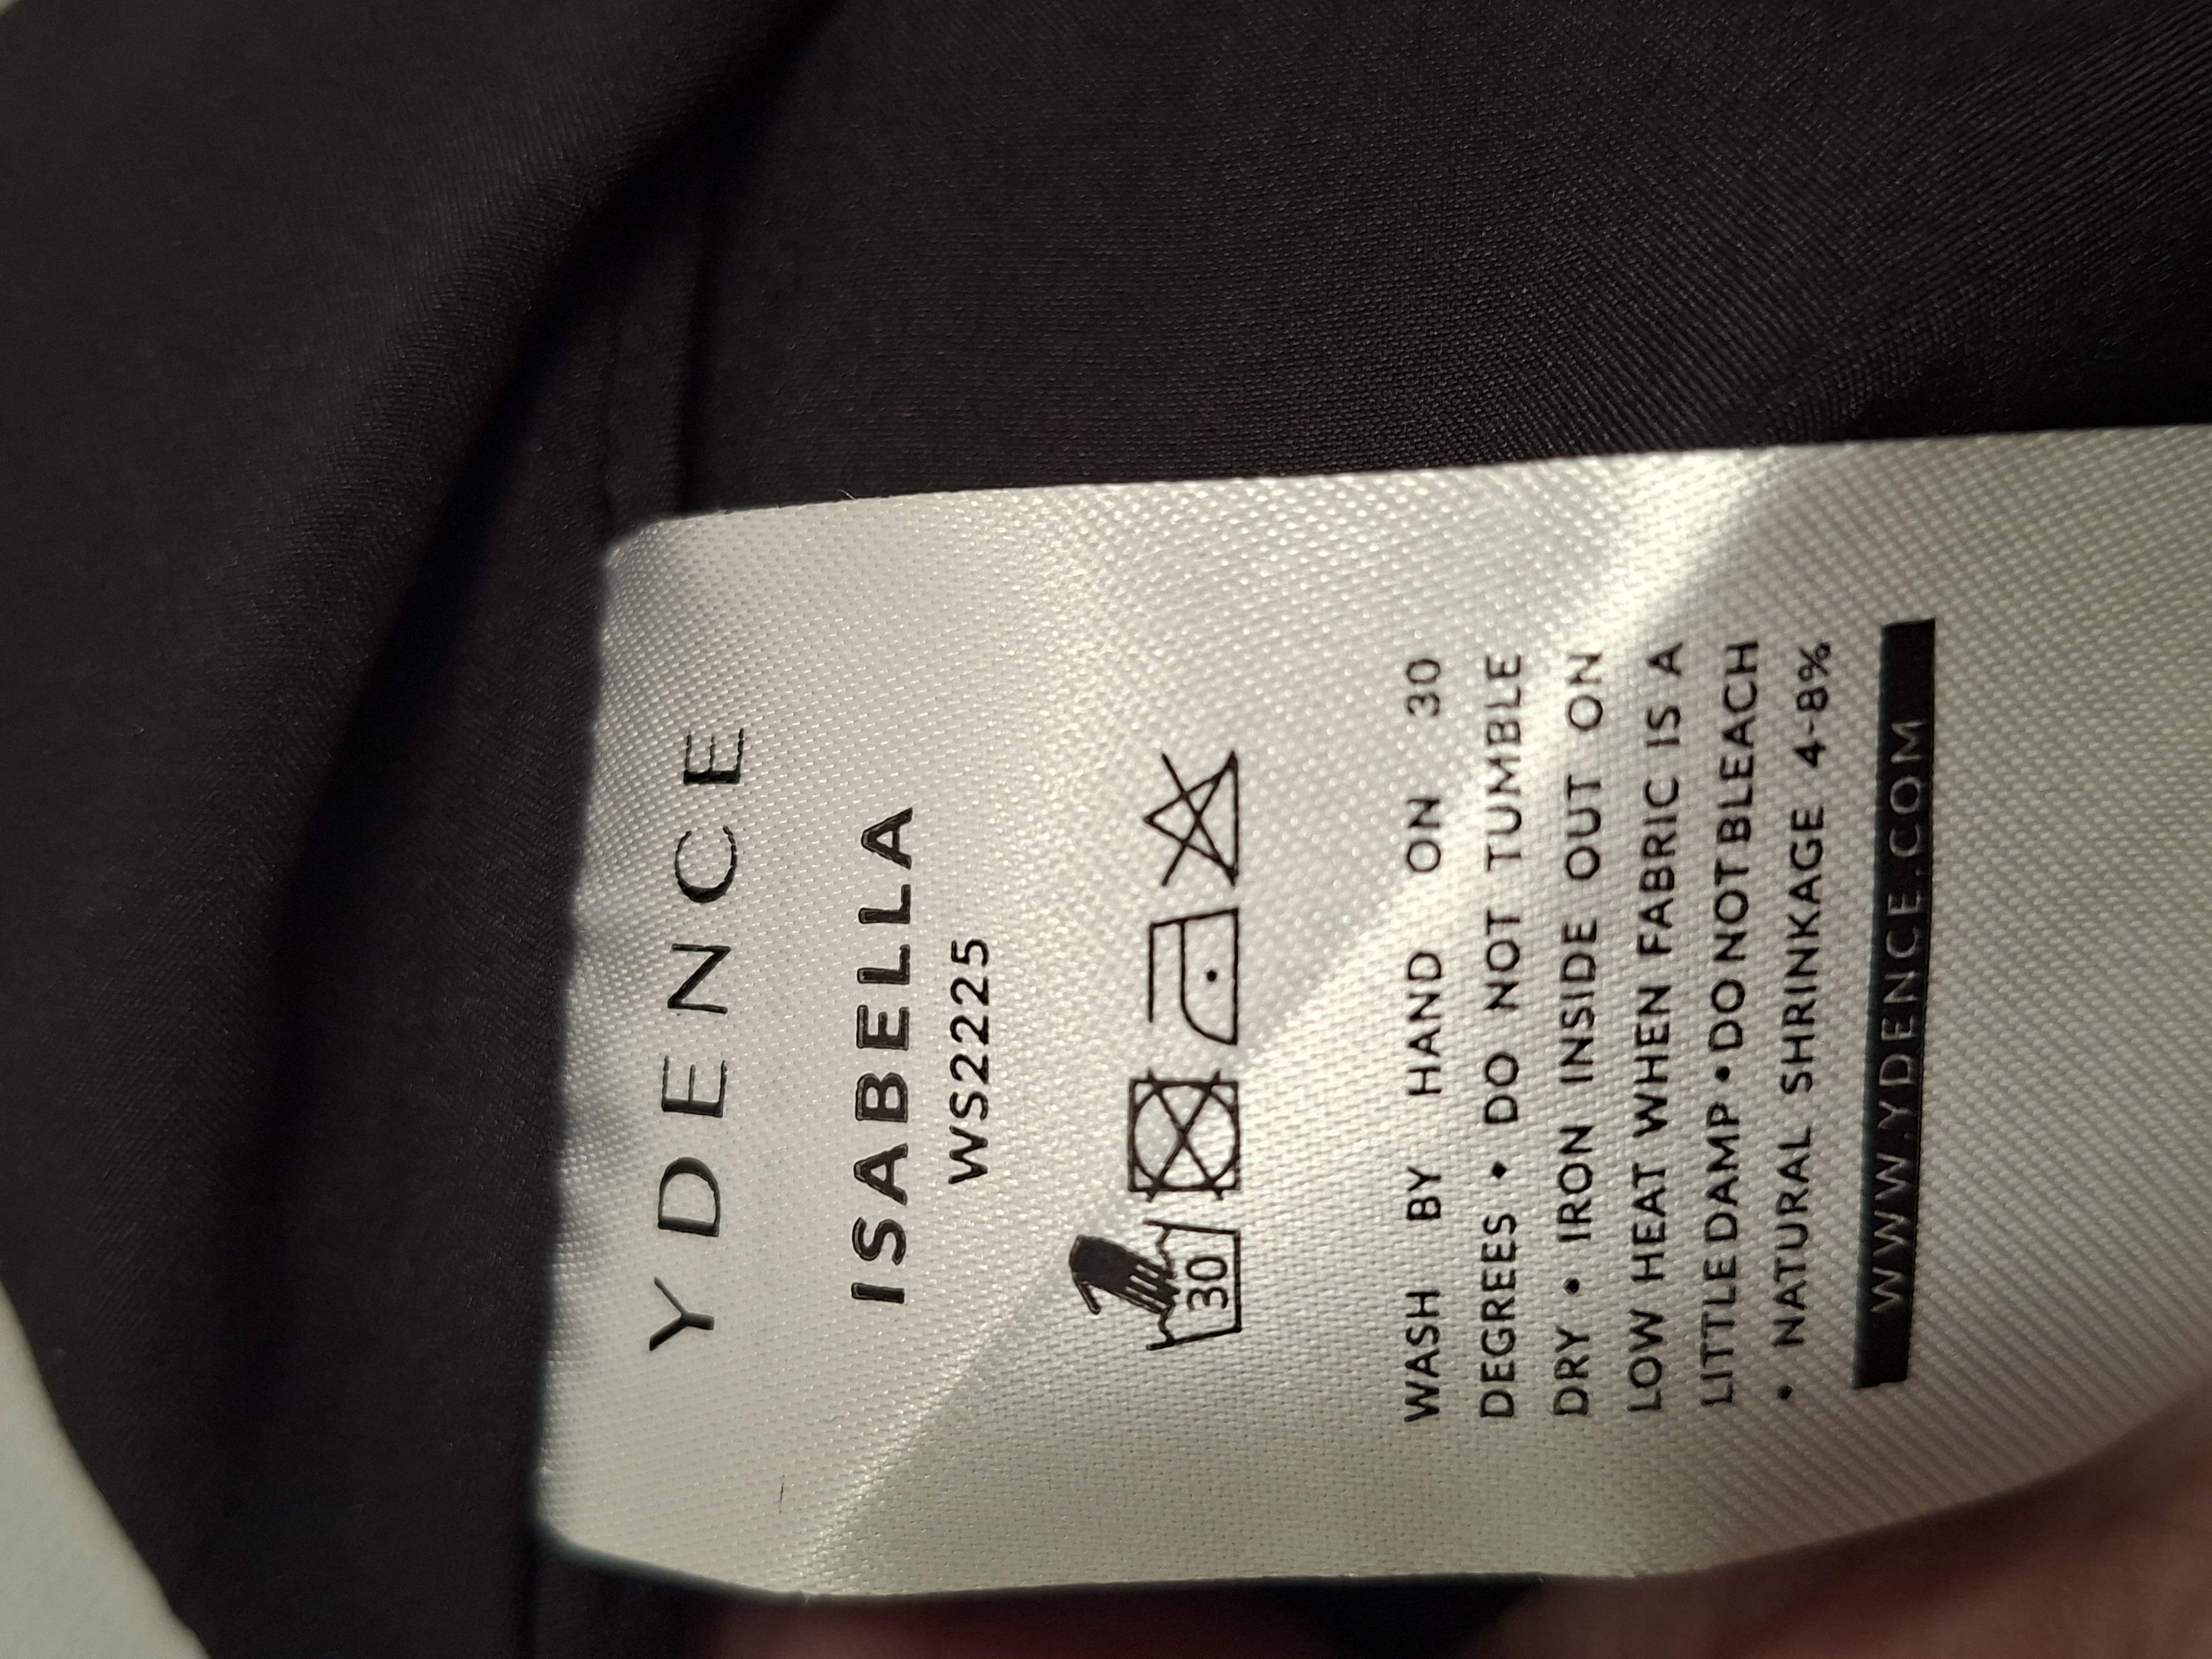 YDENCE
ISABELLA
WS2225
30
WASH BY HAND ON 30
DEGREES • DO NOT TUMBLE
DRY • IRON INSIDE OUT ON
LOW HEAT WHEN FABRIC IS A
LITTLE DAMP • DO NOT BLEACH
• NATURAL SHRINKAGE 4-8%
WWW.YDENCE.COM